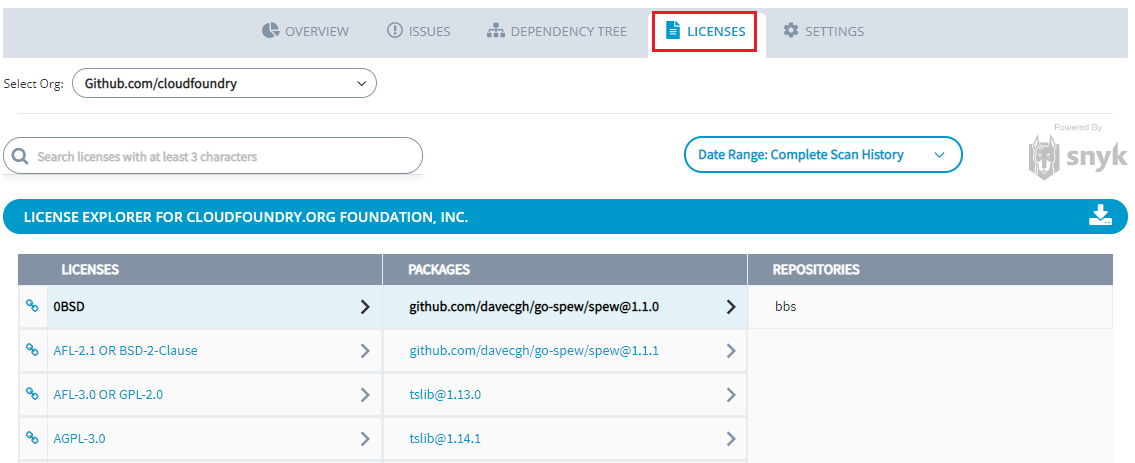 OVERVIEW ISSUES DEPENDENCY TREE LICENSES SETTINGS
Select Org: Github.com/cloudfoundry
Powered By
Search licenses with at least 3 characters Date Range: Complete Scan History snyk
LICENSE EXPLORER FOR CLOUDFOUNDRY.ORG FOUNDATION, INC.
LICENSES PACKAGES REPOSITORIES
0BSD github.com/davecgh/go-spew/spew@1.1.0 bbs
AFL-2.1 OR BSD-2-Clause github.com/davecgh/go-spew/spew@1.1.1
AFL-3.0 OR GPL-2.0 tslib@1.13.0
AGPL-3.0 tslib@1.14.1